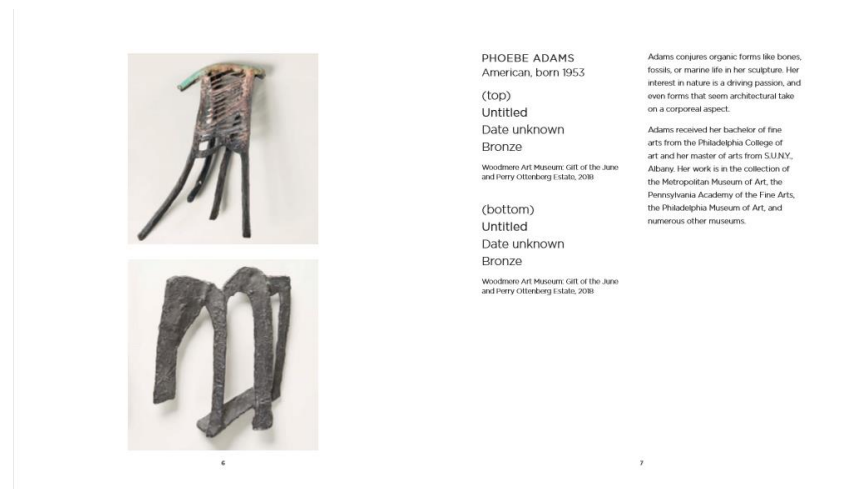 PHOEBE ADAMS
American, born 1953
(top)
Untitled
Date unknown
Bronze
Woodmere Art Museum: Gift of the June
and Perry Ottenberg Estate, 2018
(bottom)
Untitled
Date unknown
Bronze
Woodmere Art Museum: Gift of the June
and Perry Ottenberg Estate, 2018
Adams conjures organic forms like bones,
fossils, or marine life in her sculpture. Her
interest in nature is a driving passion, and
even forms that seem architectural take
on a corporeal aspect.
Adams received her bachelor of fine
arts from the Philadelphia College of
art and her master of arts from S.U.N.Y.,
Albany. Her work is in the collection of
the Metropolitan Museum of Art, the
Pennsylvania Academy of the Fine Arts,
the Philadelphia Museum of Art, and
numerous other museums.
6
7